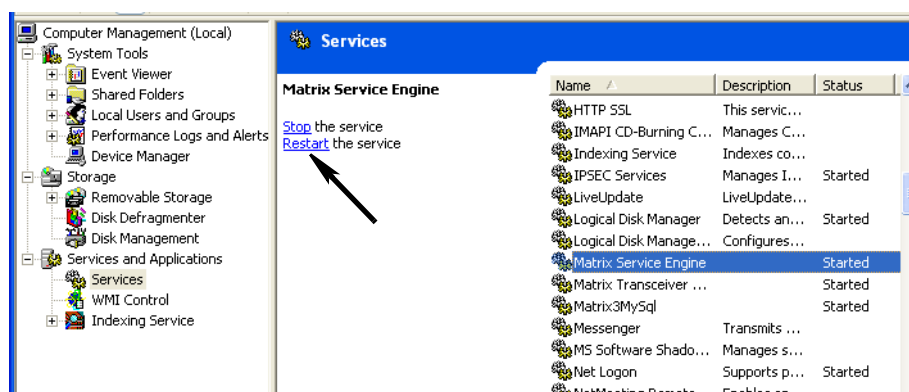 Computer Management (Local)
System Tools
Event Viewer
Shared Folders
Local Users and Groups
Performance Logs and Alerts
Device Manager
Storage
Removable Storage
Disk Defragmenter
Disk Management
Services and Applications
Services
WMI Control
Indexing Service
Services
Matrix Service Engine
Stop the service
Restart the service
Name Description Status
HTTP SSL This servic...
IMAPI CD-Burning C... Manages C...
Indexing Service Indexes co...
IPSEC Services Manages I... Started
LiveUpdate LiveUpdate...
Logical Disk Manager Detects an... Started
Logical Disk Manage... Configures...
Matrix Service Engine Started
Matrix Transceiver ... Started
Matrix3MySql Started
Messenger Transmits ...
MS Software Shado... Manages s...
Net Logon Supports p... Started